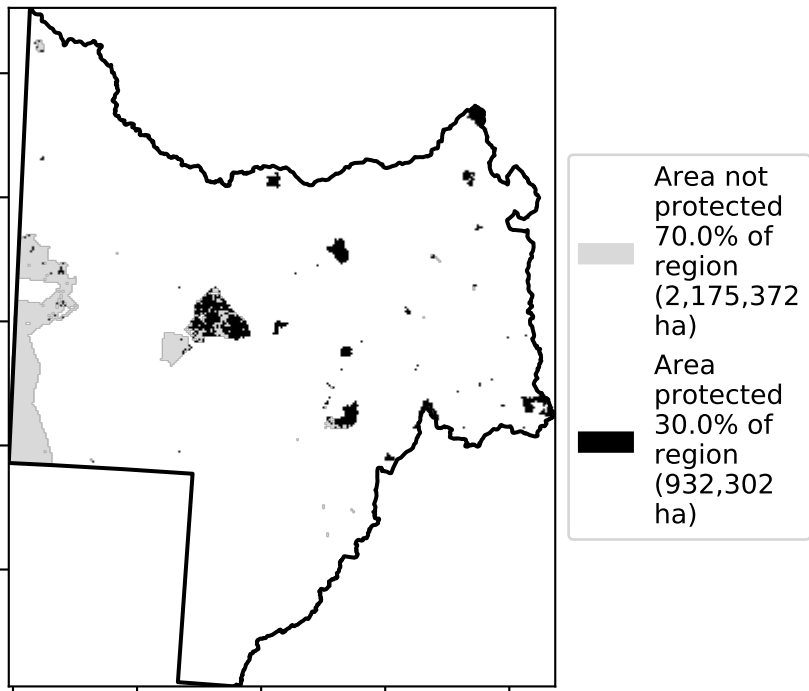 Area not
protected
70.0% of
region
(2,175,372
ha)
Area
protected
30.0% of
region
(932,302
ha)